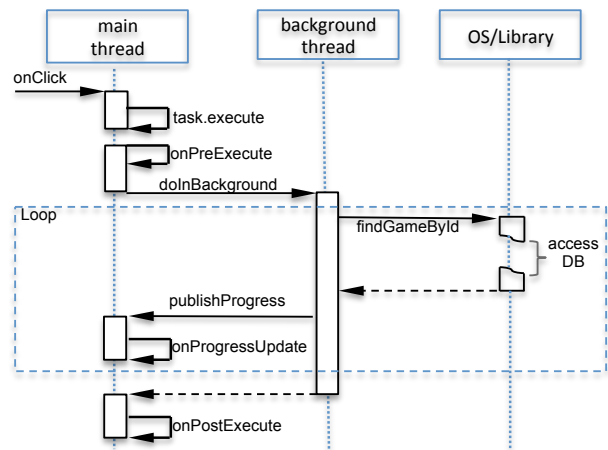 main
thread
background
thread
OS/Library
onClick
task.execute
onPreExecute
doInBackground
Loop
findGameById
access
DB
publishProgress
onProgressUpdate
onPostExecute